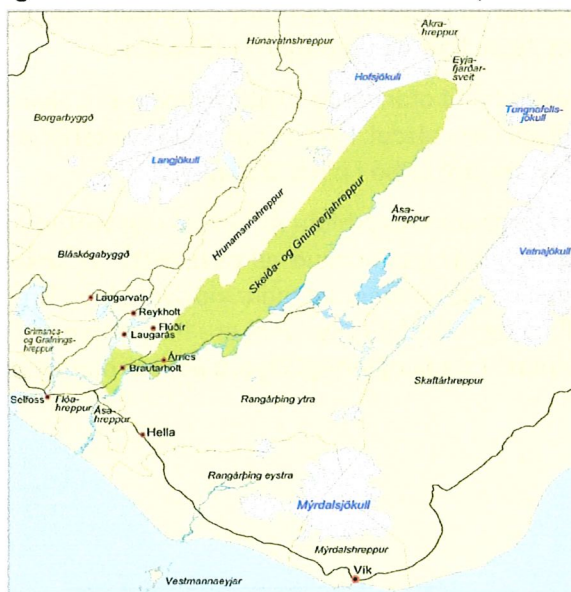 Akra-
hreppur
Húnavatnshreppur
Eyja-
fjarðar-
sveit
Hofsjökull
Tungnafells-
jökull
Borgarbyggð
Langjökull
Hrunamannahreppur
Skeiða- og Gnúpverjahreppur
Ása-
hreppur
Vatnajökull
Bláskógabyggð
Laugarvatn
Reykholt
Flúðir
Grímsnes-
og Grafnings-
hreppur
Laugarás
Árnes
Brautarholt
Skaftárhreppur
Selfoss
Flóa-
hreppur
Ása-
hreppur
Rangárþing ytra
Hella
Rangárþing eystra
Mýrdalsjökull
Mýrdalshreppur
Vík
Vestmannaeyjar